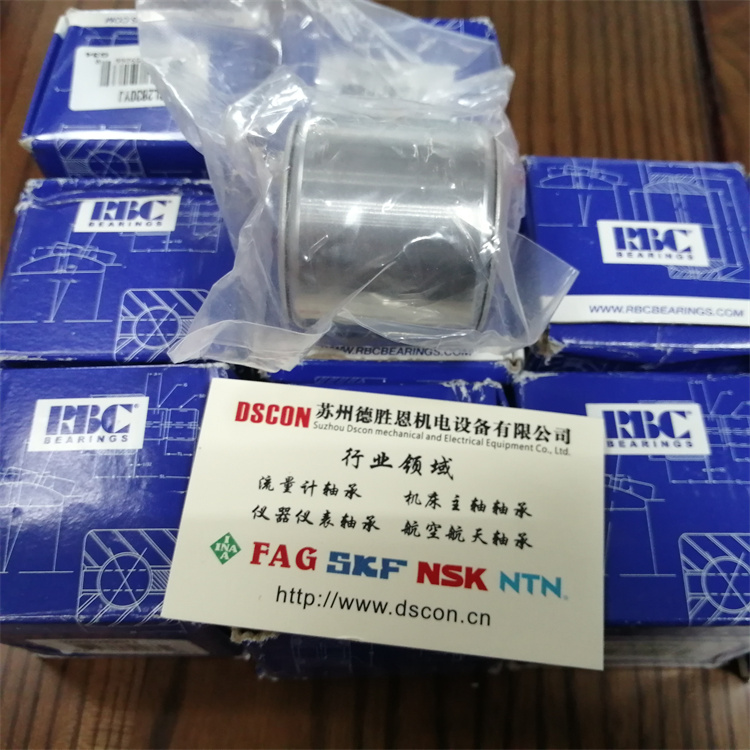 RBC
BEARINGS
RBC
BEARINGS
WWW.RBCBEARINGS.COM
WWW.RBCBEARINGS.COM
RBC
BEARINGS
RBC
BEARINGS
DSCON 苏州德胜恩机电设备有限公司
Suzhou Dscon mechanical and Electrical Equipment Co., Ltd.
行业领域
流量计轴承 机床主轴轴承
仪器仪表轴承 航空航天轴承
INA FAG SKF NSK NTN
http://www.dscon.cn